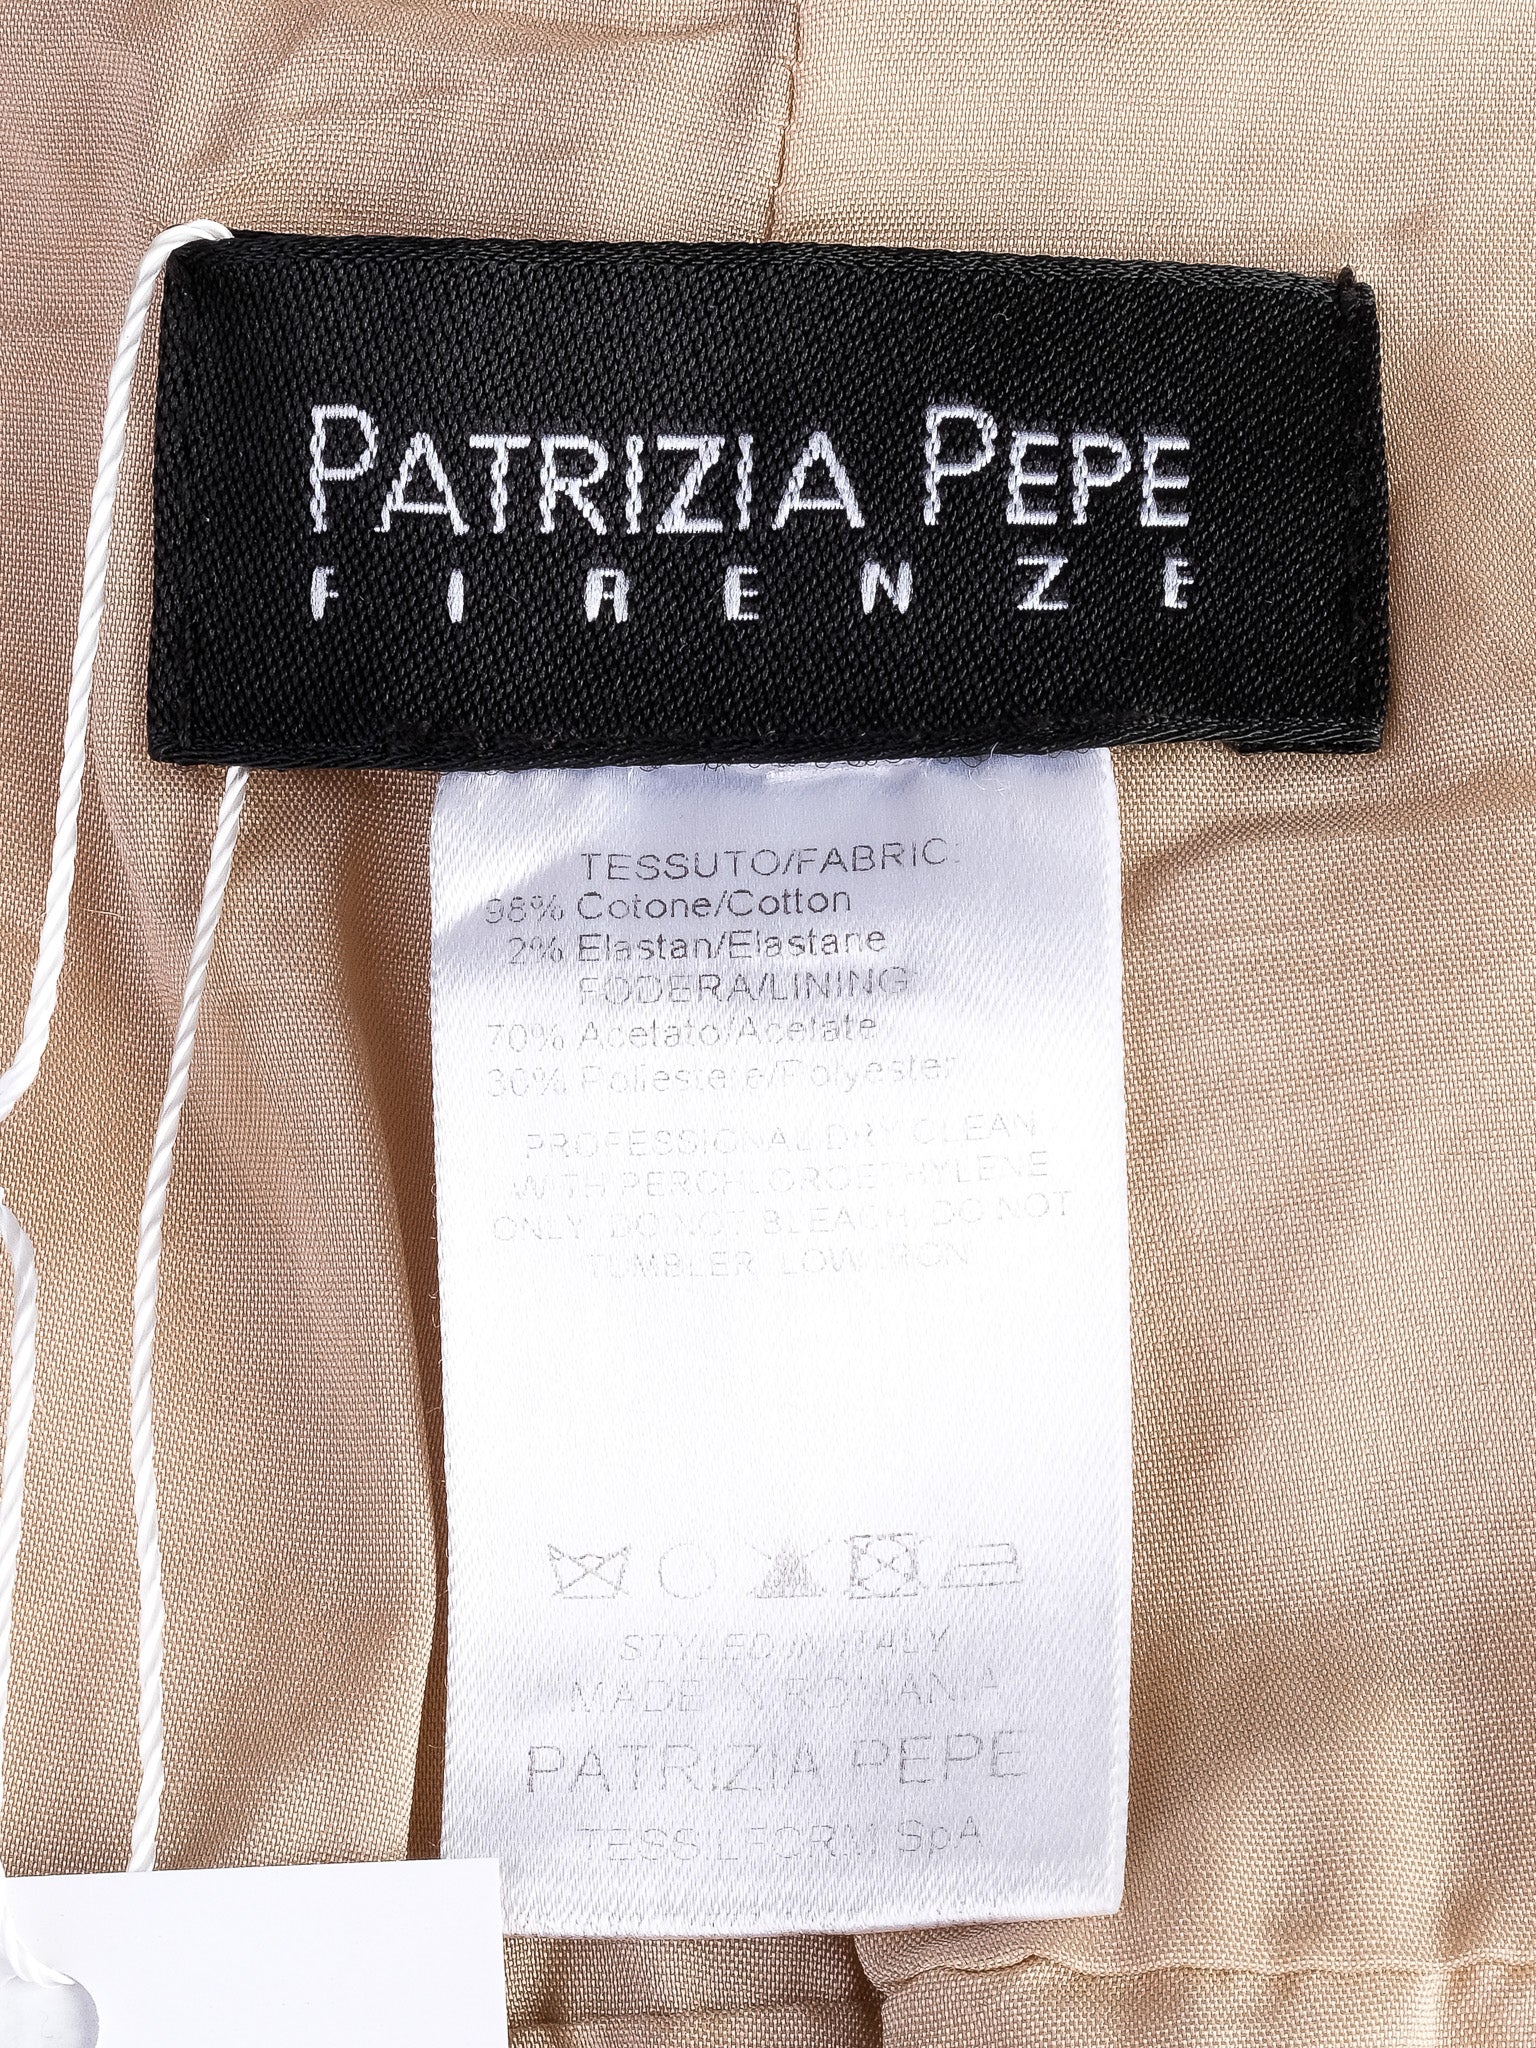 PATRIZIA PEPE
FIRENZE
TESSUTO/FABRIC:
98% Cotone/Cotton
2% Elastan/Elastane
FODERA/LINING:
70% Acetato/Acetate
30% Poliestere/Polyester
PROFESSIONAL DRY CLEAN
WITH PERCHLOROETHYLENE
ONLY DO NOT BLEACH DO NOT
TUMBLER LOW IRON
STYLED IN ITALY
MADE IN ROMANIA
PATRIZIA PEPE
TESSILFORM SpA